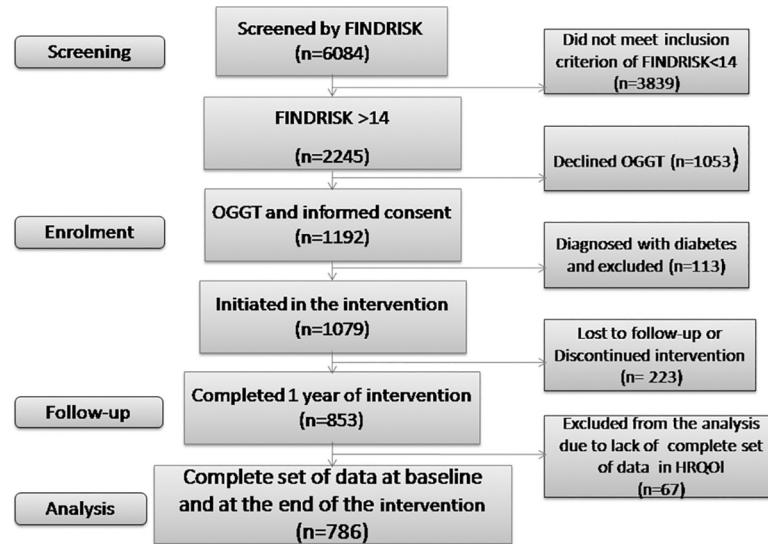 Screening
Screened by FINDRISK
(n=6084)
Did not meet inclusion
criterion of FINDRISK<14
(n=3839)
FINDRISK >14
(n=2245)
Declined OGGT (n=1053)
Enrolment
OGGT and informed consent
(n=1192)
Diagnosed with diabetes
and excluded (n=113)
Initiated in the intervention
(n=1079)
Lost to follow-up or
Discontinued intervention
(n= 223)
Follow-up
Completed 1 year of intervention
(n=853)
Excluded from the analysis
due to lack of complete set
of data in HRQOl
(n=67)
Analysis
Complete set of data at baseline
and at the end of the intervention
(n=786)